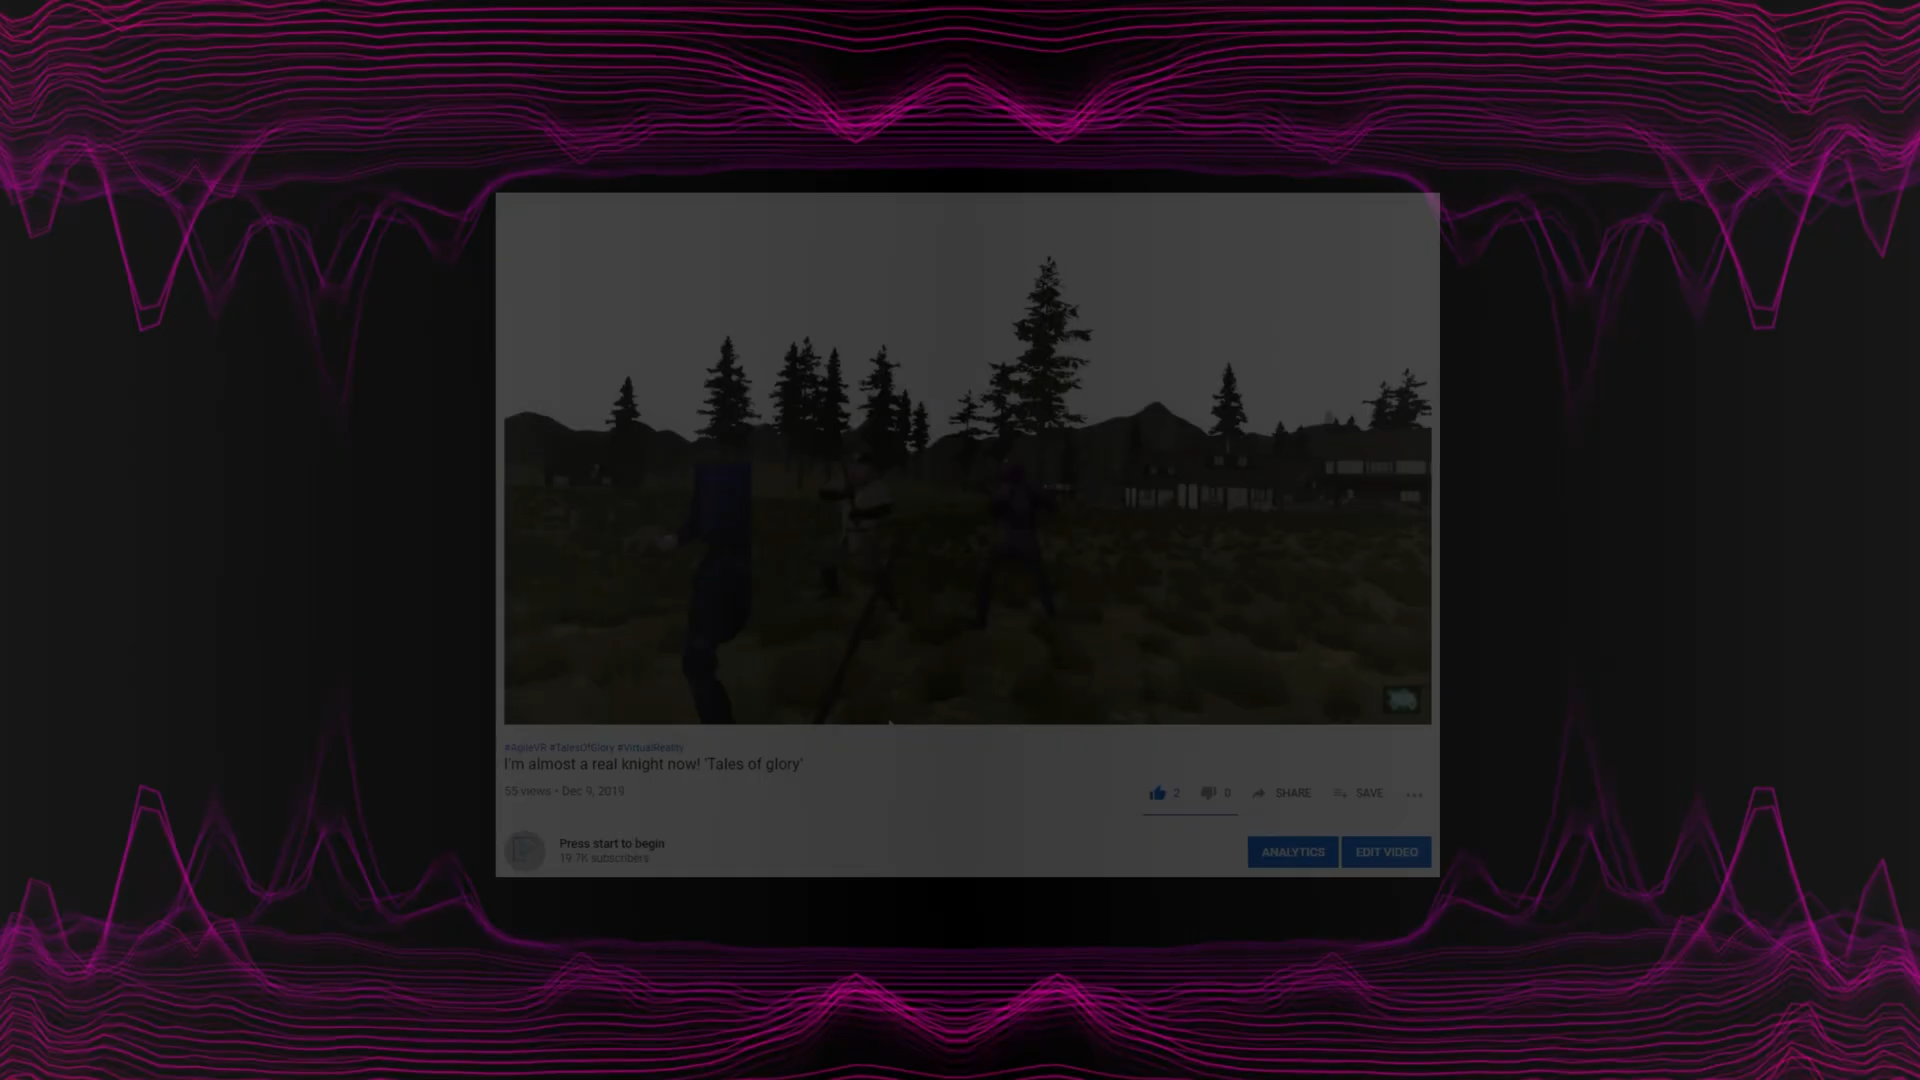 #AgileVR #TalesOfGlory #VirtualReality
I'm almost a real knight now! 'Tales of glory'
55 views • Dec 9, 2019
2 0 SHARE SAVE
Press start to begin
19.7K subscribers
ANALYTICS EDIT VIDEO